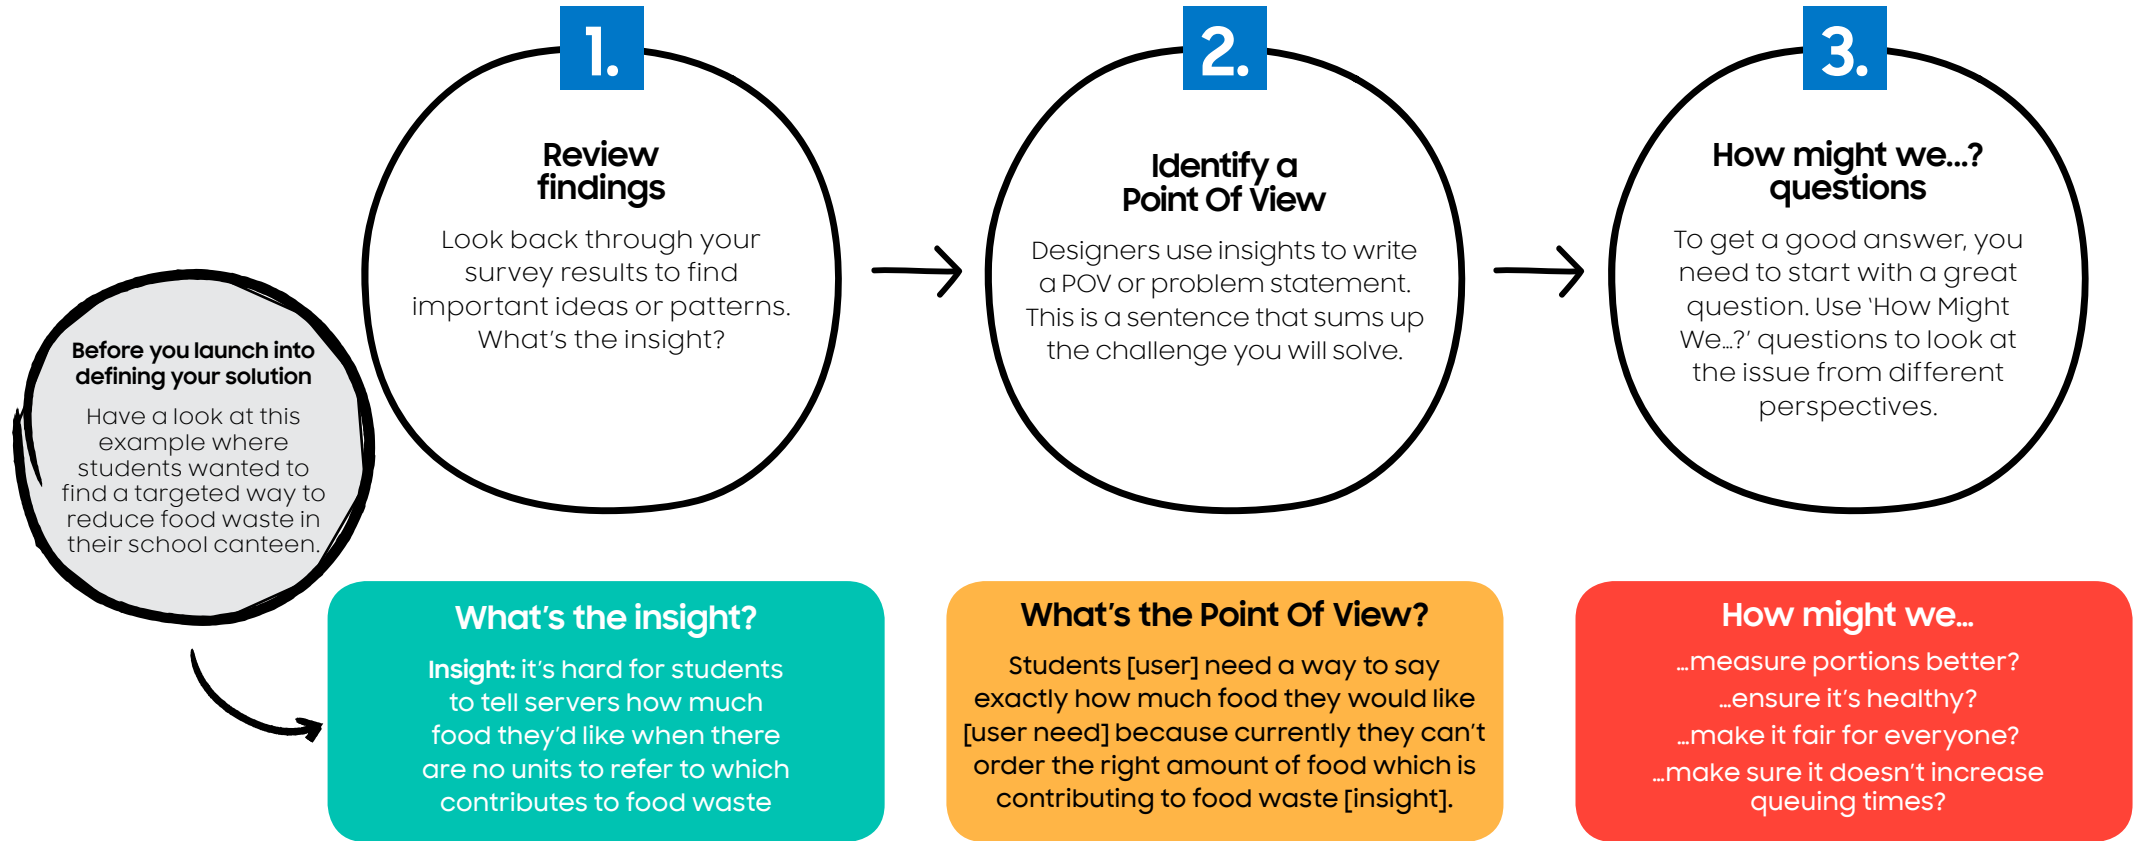 Before you launch into
defining your solution
Have a look at this
example where
students wanted to
find a targeted way to
reduce food waste in
their school canteen.
1.
Review
findings
Look back through your
survey results to find
important ideas or patterns.
What's the insight?
2.
Identify a
Point Of View
Designers use insights to write
a POV or problem statement.
This is a sentence that sums up
the challenge you will solve.
3.
How might we...?
questions
To get a good answer, you
need to start with a great
question. Use ‘How Might
We...?’ questions to look at
the issue from different
perspectives.
What’s the insight?
Insight: it’s hard for students
to tell servers how much
food they’d like when there
are no units to refer to which
contributes to food waste
What’s the Point Of View?
Students [user] need a way to say
exactly how much food they would like
[user need] because currently they can’t
order the right amount of food which is
contributing to food waste [insight].
How might we...
...measure portions better?
...ensure it’s healthy?
...make it fair for everyone?
...make sure it doesn’t increase
queuing times?